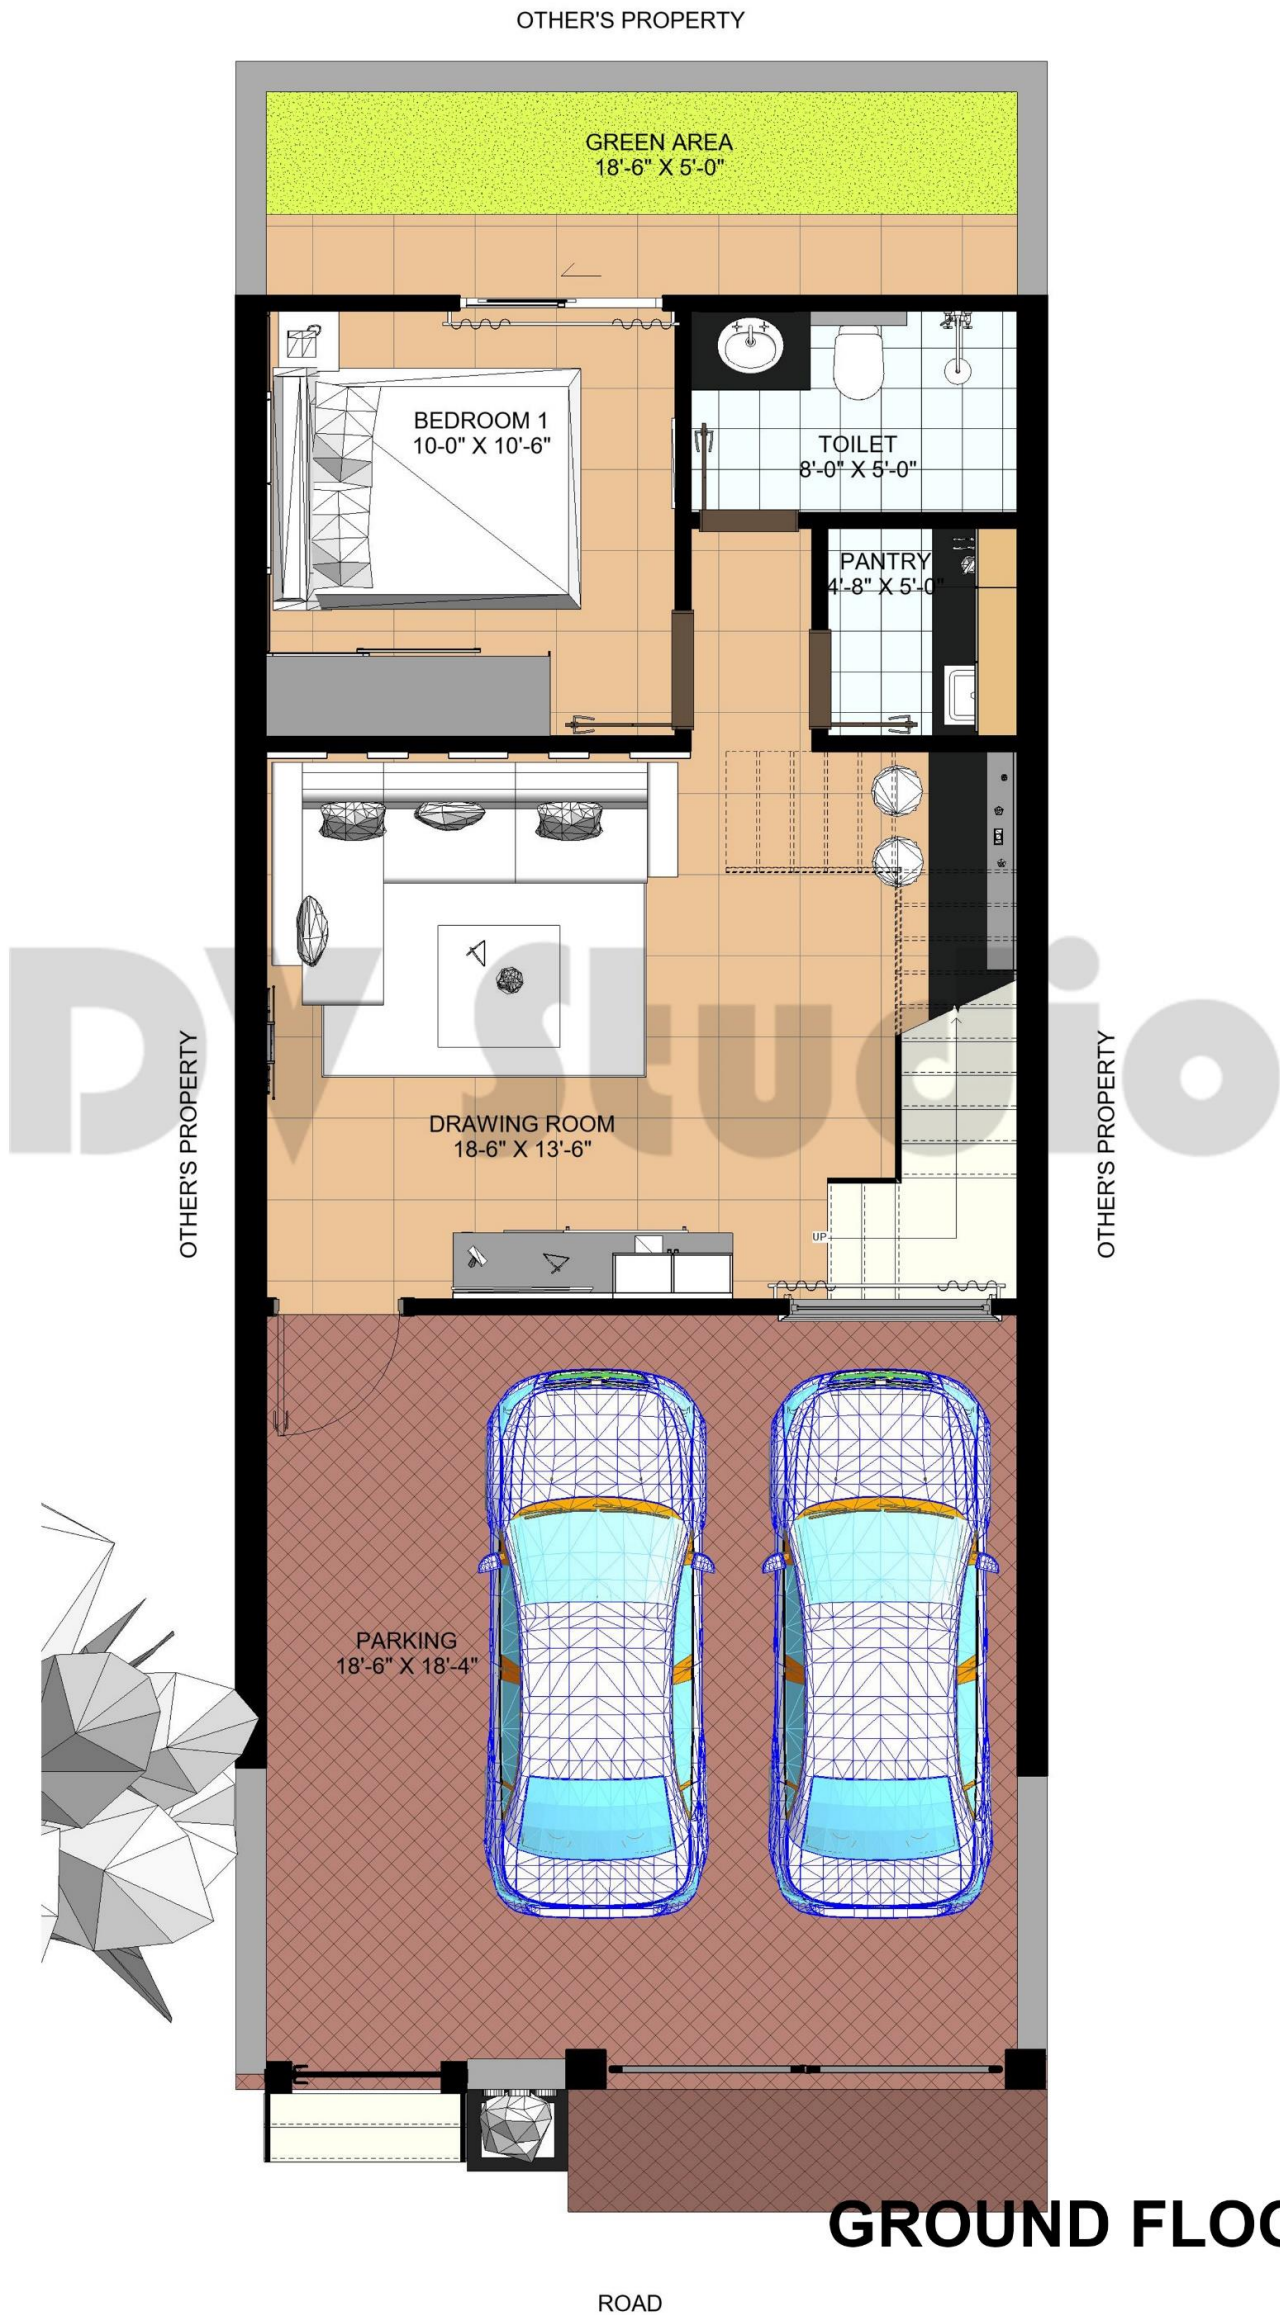 OTHER'S PROPERTY
GREEN AREA
18'-6" X 5'-0"
BEDROOM 1
10-0" X 10'-6"
TOILET
8'-0" X 5'-0"
PANTRY
4'-8" X 5'-0"
DV Studio
OTHER'S PROPERTY
OTHER'S PROPERTY
DRAWING ROOM
18-6" X 13'-6"
UP
PARKING
18'-6" X 18'-4"
GROUND FLOO
ROAD